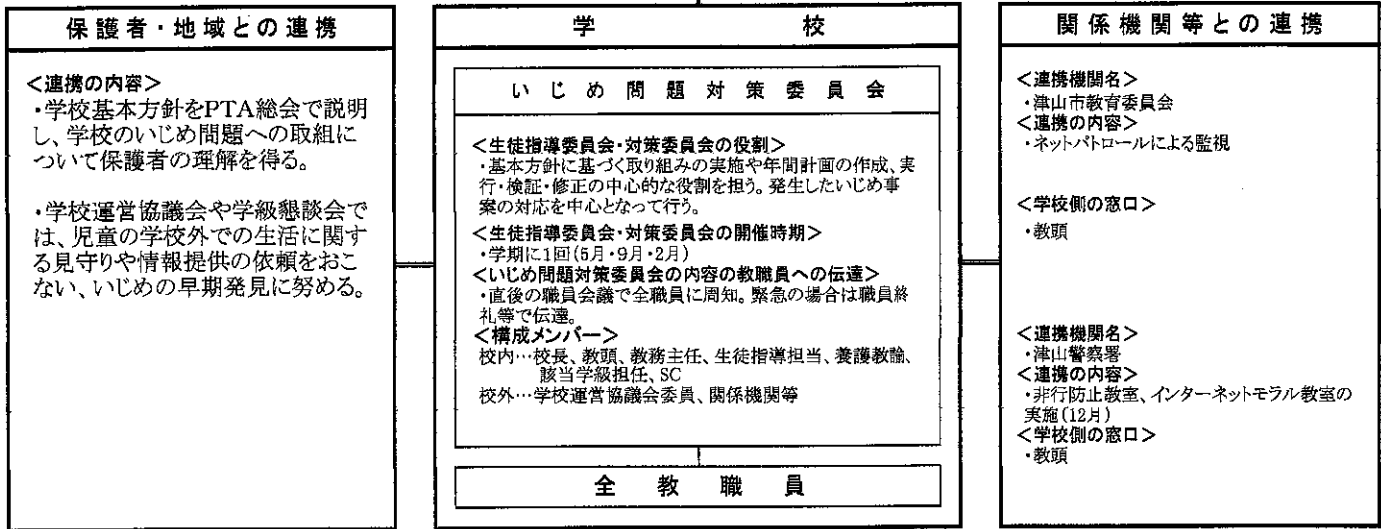 保護者・地域との連携
<連携の内容>
・学校基本方針をPTA総会で説明
し、学校のいじめ問題への取組に
ついて保護者の理解を得る。
・学校運営協議会や学級懇談会で
は、児童の学校外での生活に関す
る見守りや情報提供の依頼をおこ
ない、いじめの早期発見に努める。
学校
いじめ問題対策委員会
<生徒指導委員会・対策委員会の役割>
・基本方針に基づく取り組みの実施や年間計画の作成、実
行・検証・修正の中心的な役割を担う。発生したいじめ事
案の対応を中心となって行う。
<生徒指導委員会・対策委員会の開催時期>
・学期に1回(5月・9月・2月)
<いじめ問題対策委員会の内容の教職員への伝達>
・直後の職員会議で全職員に周知。緊急の場合は職員終
礼等で伝達。
<構成メンバー>
校内…校長、教頭、教務主任、生徒指導担当、養護教諭、
該当学級担任、SC
校外…学校運営協議会委員、関係機関等
全教職員
関係機関等との連携
<連携機関名>
・津山市教育委員会
<連携の内容>
・ネットパトロールによる監視
<学校側の窓口>
・教頭
<連携機関名>
・津山警察署
<連携の内容>
・非行防止教室、インターネットモラル教室の
実施(12月)
<学校側の窓口>
・教頭